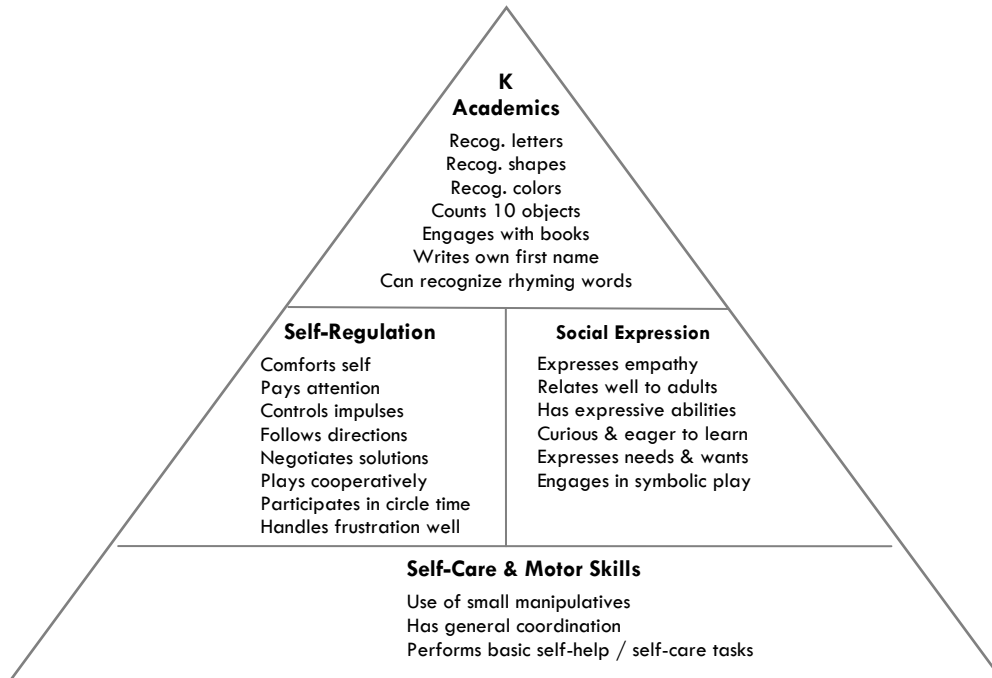 K
Academics
Recog. letters
Recog. shapes
Recog. colors
Counts 10 objects
Engages with books
Writes own first name
Can recognize rhyming words
Self-Regulation
Comforts self
Pays attention
Controls impulses
Follows directions
Negotiates solutions
Plays cooperatively
Participates in circle time
Handles frustration well
Social Expression
Expresses empathy
Relates well to adults
Has expressive abilities
Curious & eager to learn
Expresses needs & wants
Engages in symbolic play
Self-Care & Motor Skills
Use of small manipulatives
Has general coordination
Performs basic self-help / self-care tasks